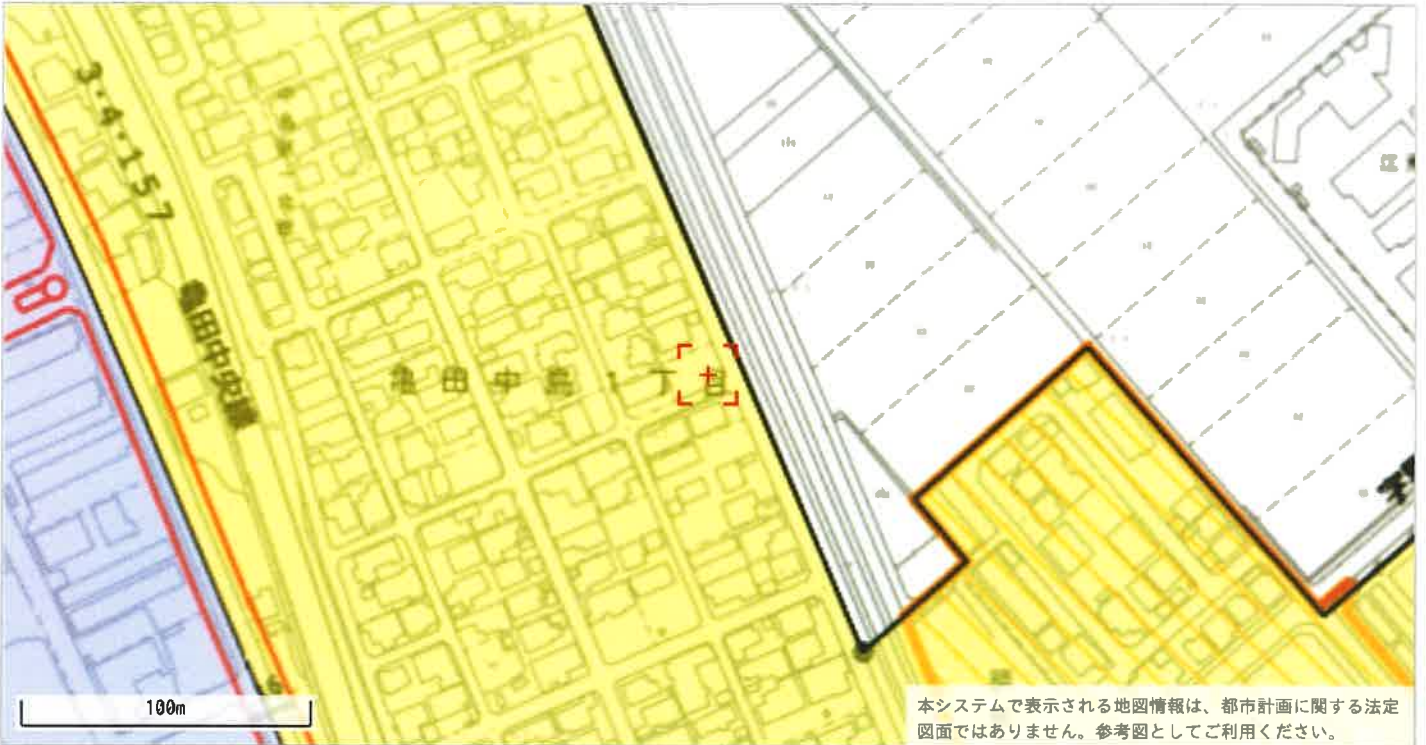 3・4・157
亀田中央線
亀田中島1丁目
100m
本システムで表示される地図情報は、都市計画に関する法定
図面ではありません。参考図としてご利用ください。